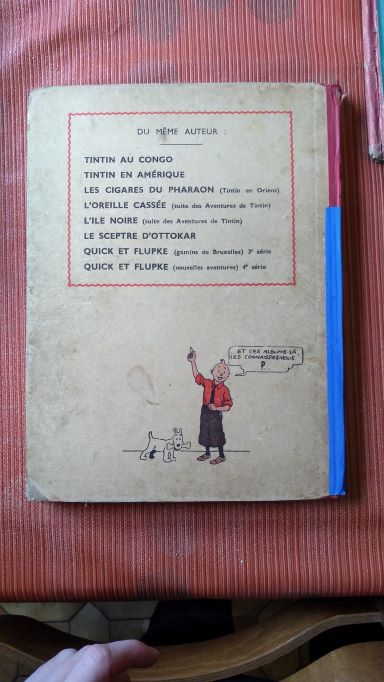 DU MÊME AUTEUR :
TINTIN AU CONGO
TINTIN EN AMÉRIQUE
LES CIGARES DU PHARAON (Tintin en Orient)
L'OREILLE CASSÉE (suite des Aventures de Tintin)
L'ILE NOIRE (suite des Aventures de Tintin)
LE SCEPTRE D'OTTOKAR
QUICK ET FLUPKE (gamins de Bruxelles) 3e série
QUICK ET FLUPKE (nouvelles aventures) 4e série
ET CES ALBUMS-LÀ,
LES CONNAISSEZ-VOUS
?..